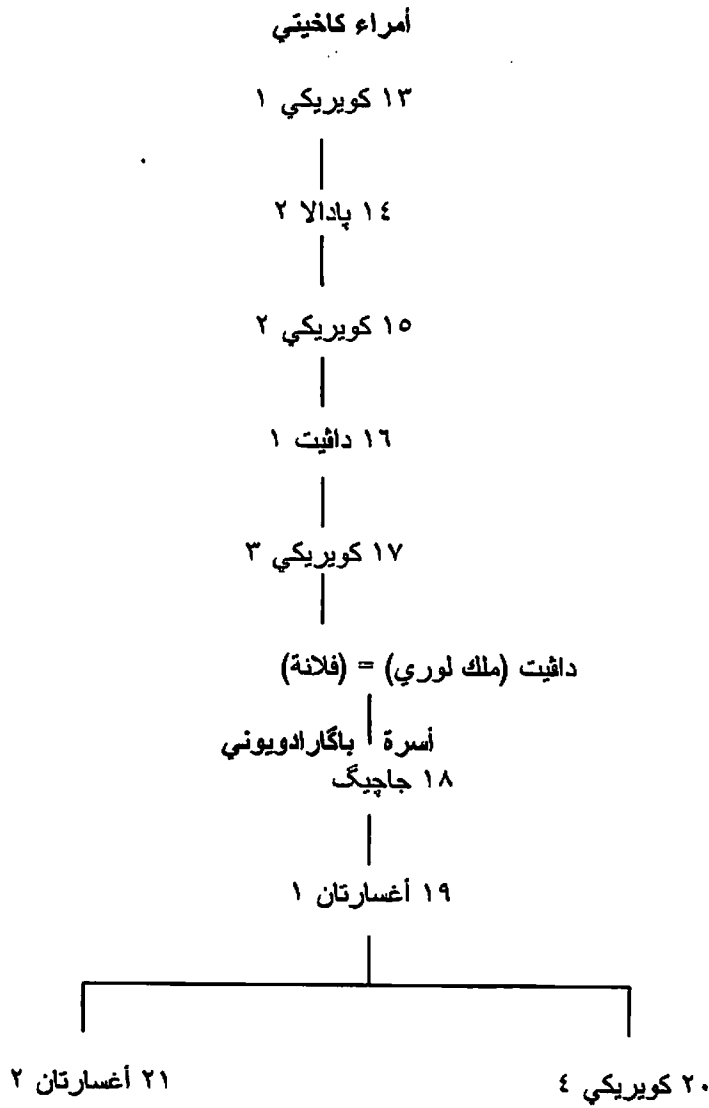 أمراء كاخيتي
١٣ كويريكي ١
١٤ پادالا ٢
١٥ كويريكي ٢
١٦ داڤيت ١
١٧ كويريكي ٣
داڤيت (ملك لوري) = (فلانة)
أسرة باگارادويوني
١٨ جاچيگ
١٩ أغسارتان ١
٢٠ كويريكي ٤
٢١ أغسارتان ٢